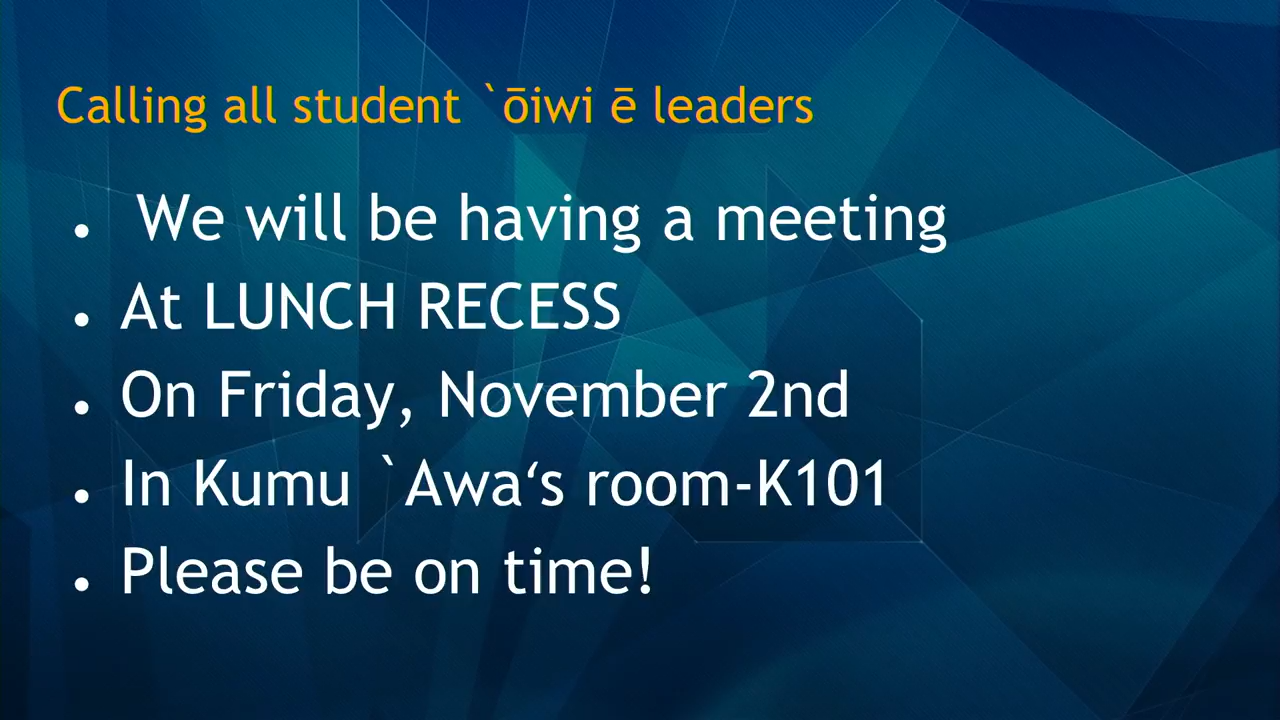 Calling all student `ōiwi ē leaders
• We will be having a meeting
• At LUNCH RECESS
• On Friday, November 2nd
• In Kumu `Awa‘s room-K101
• Please be on time!